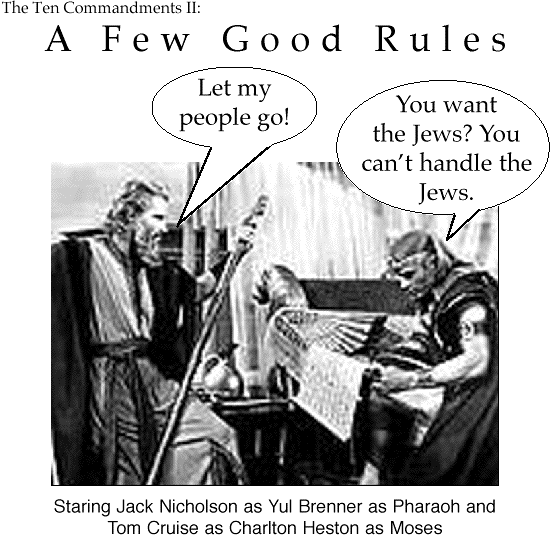 The Ten Commandments II:
A Few Good Rules
Let my
people go!
You want
the Jews? You
can't handle the
Jews.
Staring Jack Nicholson as Yul Brenner as Pharaoh and
Tom Cruise as Charlton Heston as Moses